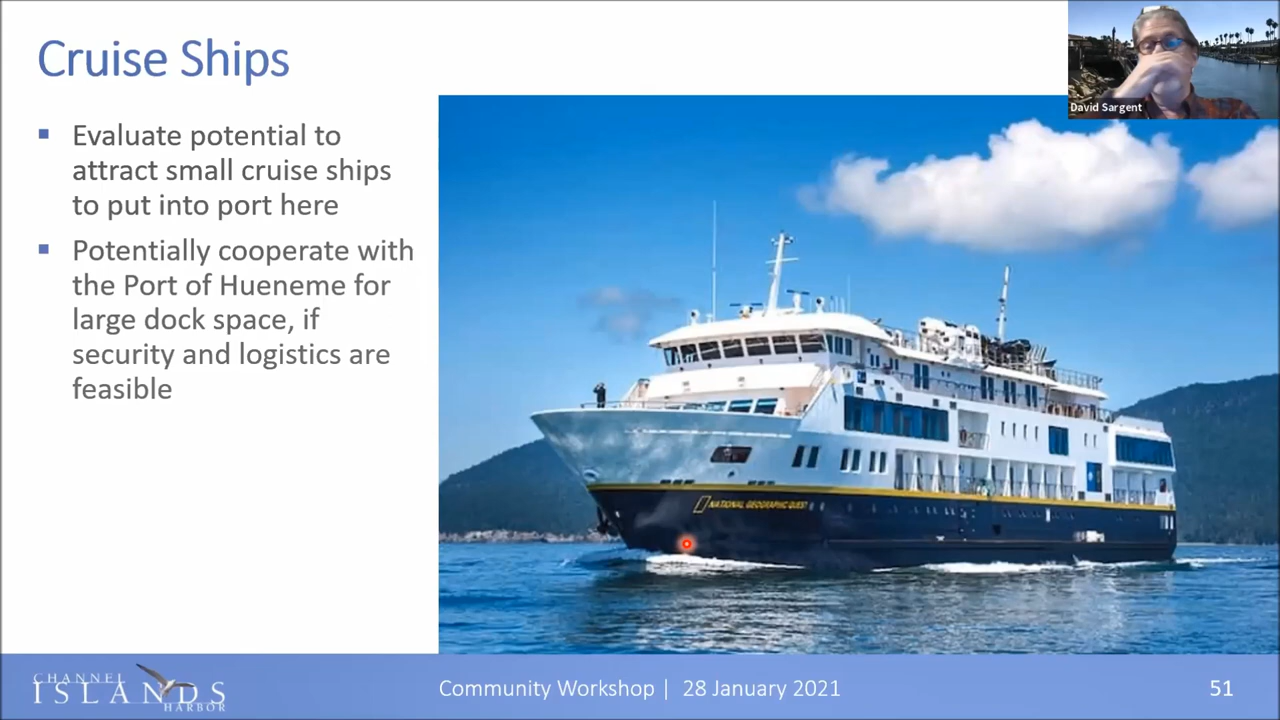 Cruise Ships
David Sargent
▪ Evaluate potential to
attract small cruise ships
to put into port here
▪ Potentially cooperate with
the Port of Hueneme for
large dock space, if
security and logistics are
feasible
NATIONAL GEOGRAPHIC QUEST
CHANNEL
ISLANDS
HARBOR
Community Workshop | 28 January 2021
51